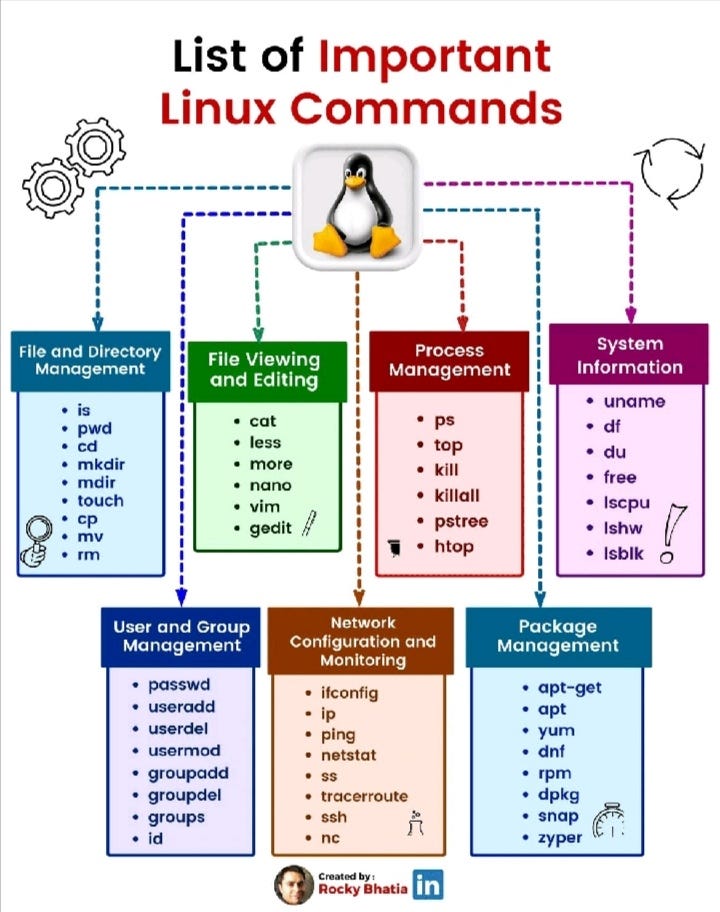 List of Important
Linux Commands
File and Directory
Management
• is
• pwd
• cd
• mkdir
• mdir
• touch
• cp
• mv
• rm
File Viewing
and Editing
• cat
• less
• more
• nano
• vim
• gedit
Process
Management
• ps
• top
• kill
• killall
• pstree
• htop
System
Information
• uname
• df
• du
• free
• lscpu
• lshw
• lsblk
User and Group
Management
• passwd
• useradd
• userdel
• usermod
• groupadd
• groupdel
• groups
• id
Network
Configuration and
Monitoring
• ifconfig
• ip
• ping
• netstat
• ss
• tracerroute
• ssh
• nc
Package
Management
• apt-get
• apt
• yum
• dnf
• rpm
• dpkg
• snap
• zyper
Created by :
Rocky Bhatia
in